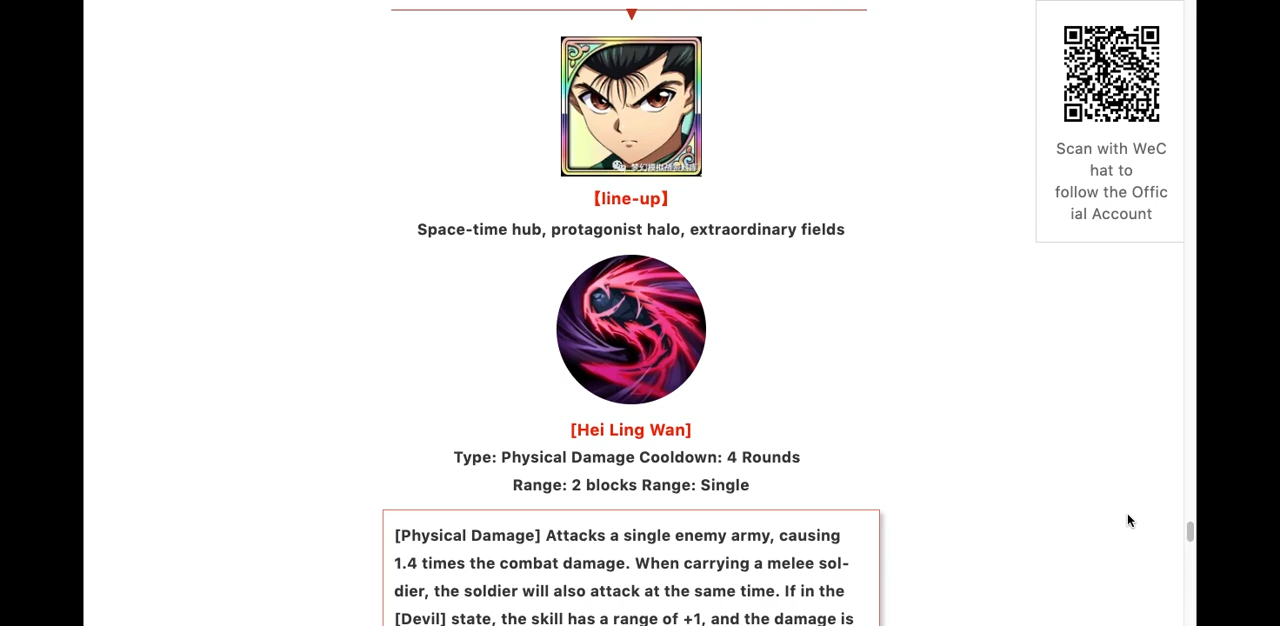 【line-up】
Space-time hub, protagonist halo, extraordinary fields
[Hei Ling Wan]
Type: Physical Damage Cooldown: 4 Rounds
Range: 2 blocks Range: Single
[Physical Damage] Attacks a single enemy army, causing
1.4 times the combat damage. When carrying a melee sol-
dier, the soldier will also attack at the same time. If in the
[Devil] state, the skill has a range of +1, and the damage is
Scan with WeC
hat to
follow the Offic
ial Account